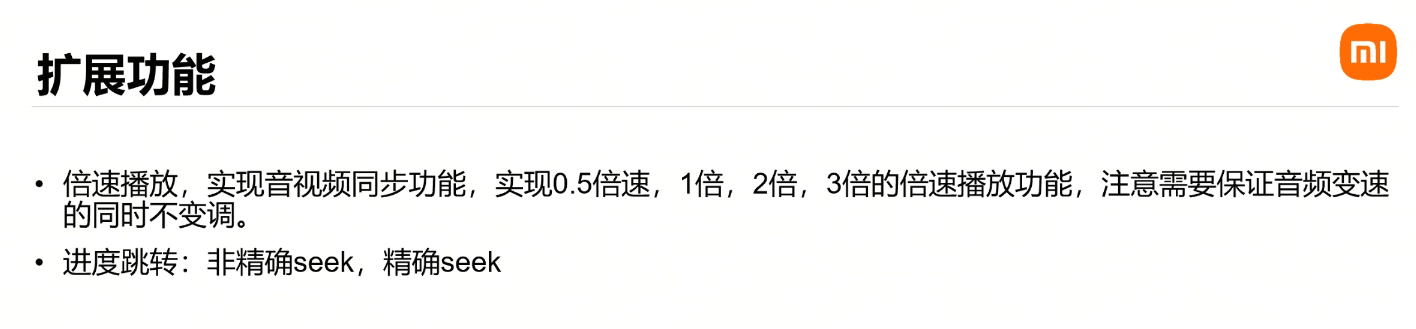 扩展功能
mi
• 倍速播放，实现音视频同步功能，实现0.5倍速，1倍，2倍，3倍的倍速播放功能，注意需要保证音频变速
的同时不变调。
• 进度跳转：非精确seek，精确seek